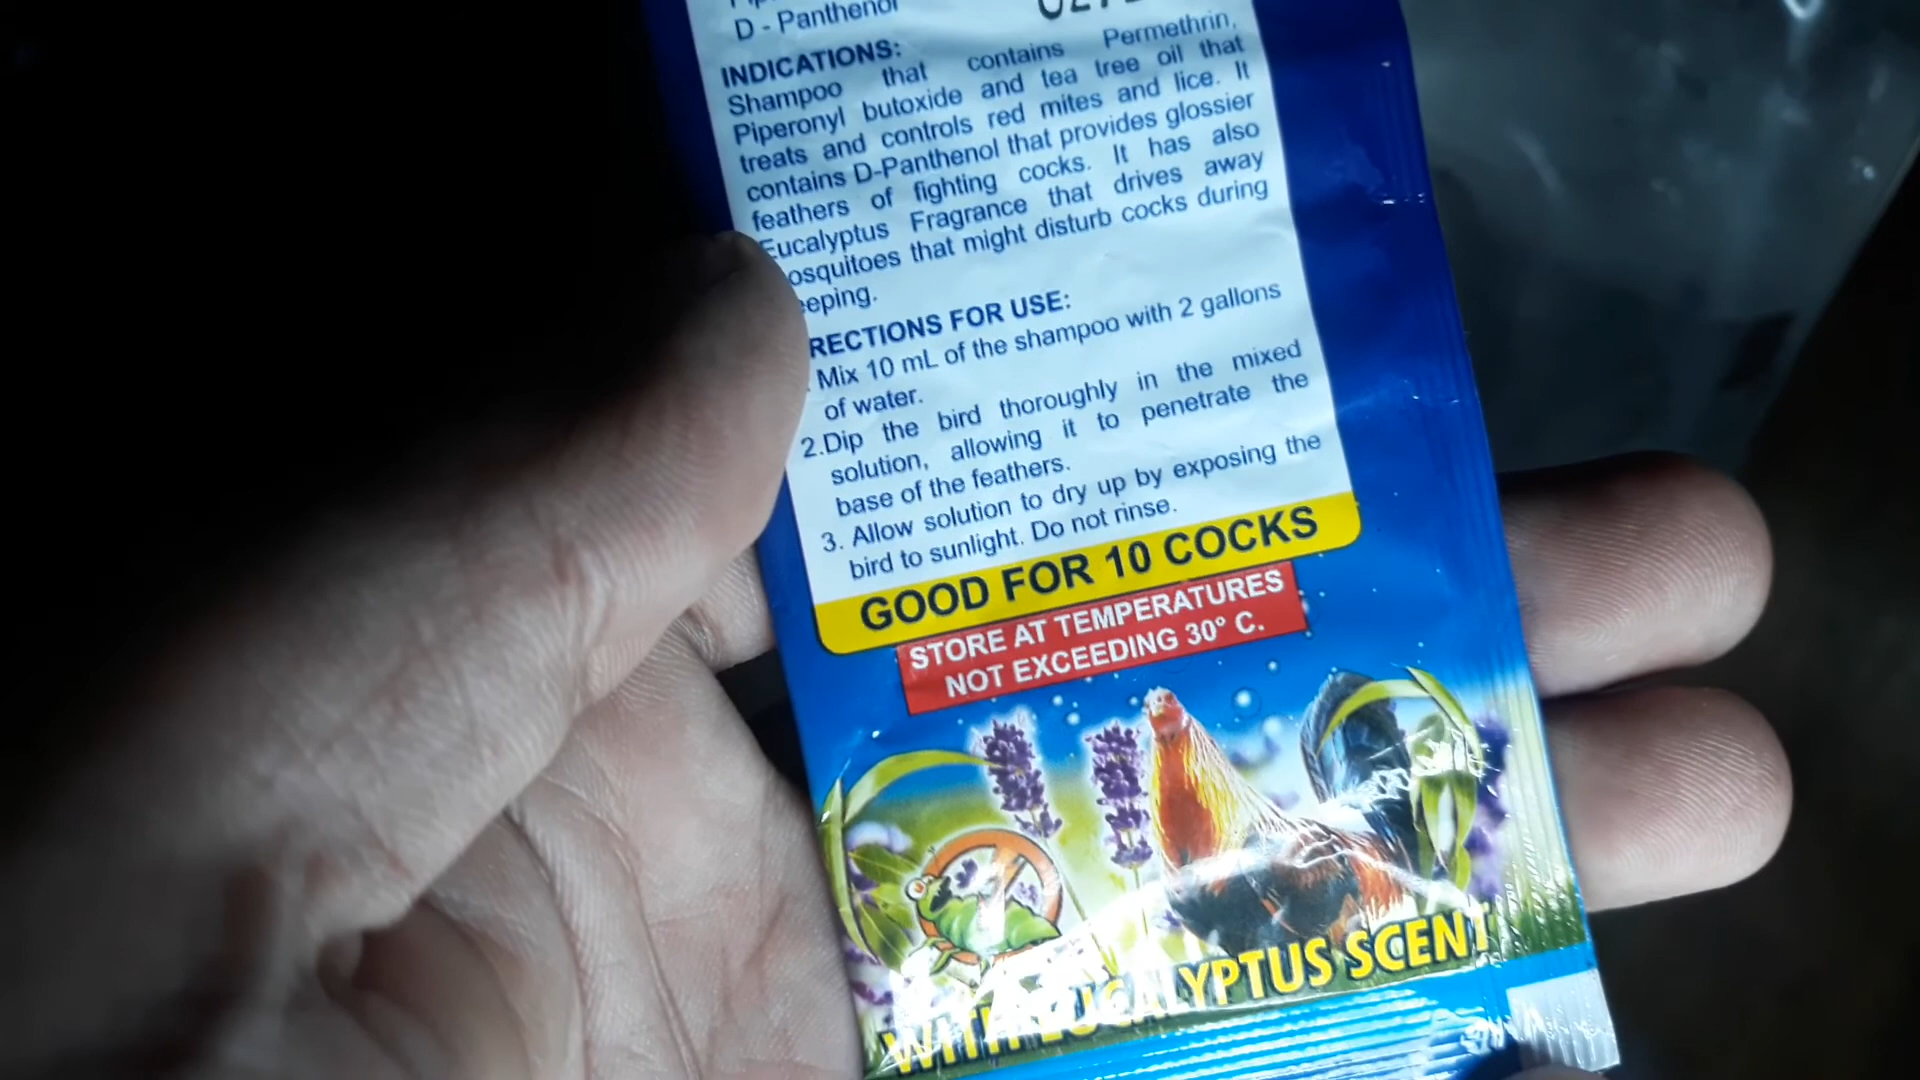 D - Panthenol
INDICATIONS:
Shampoo that contains Permethrin,
Piperonyl butoxide and tea tree oil that
treats and controls red mites and lice. It
contains D-Panthenol that provides glossier
feathers of fighting cocks. It has also
Eucalyptus Fragrance that drives away
osquitoes that might disturb cocks during
eeping.
RECTIONS FOR USE:
Mix 10 mL of the shampoo with 2 gallons
of water.
2.Dip the bird thoroughly in the mixed
solution, allowing it to penetrate the
base of the feathers.
3. Allow solution to dry up by exposing the
bird to sunlight. Do not rinse.
GOOD FOR 10 COCKS
STORE AT TEMPERATURES
NOT EXCEEDING 30° C.
WITH EUCALYPTUS SCENT